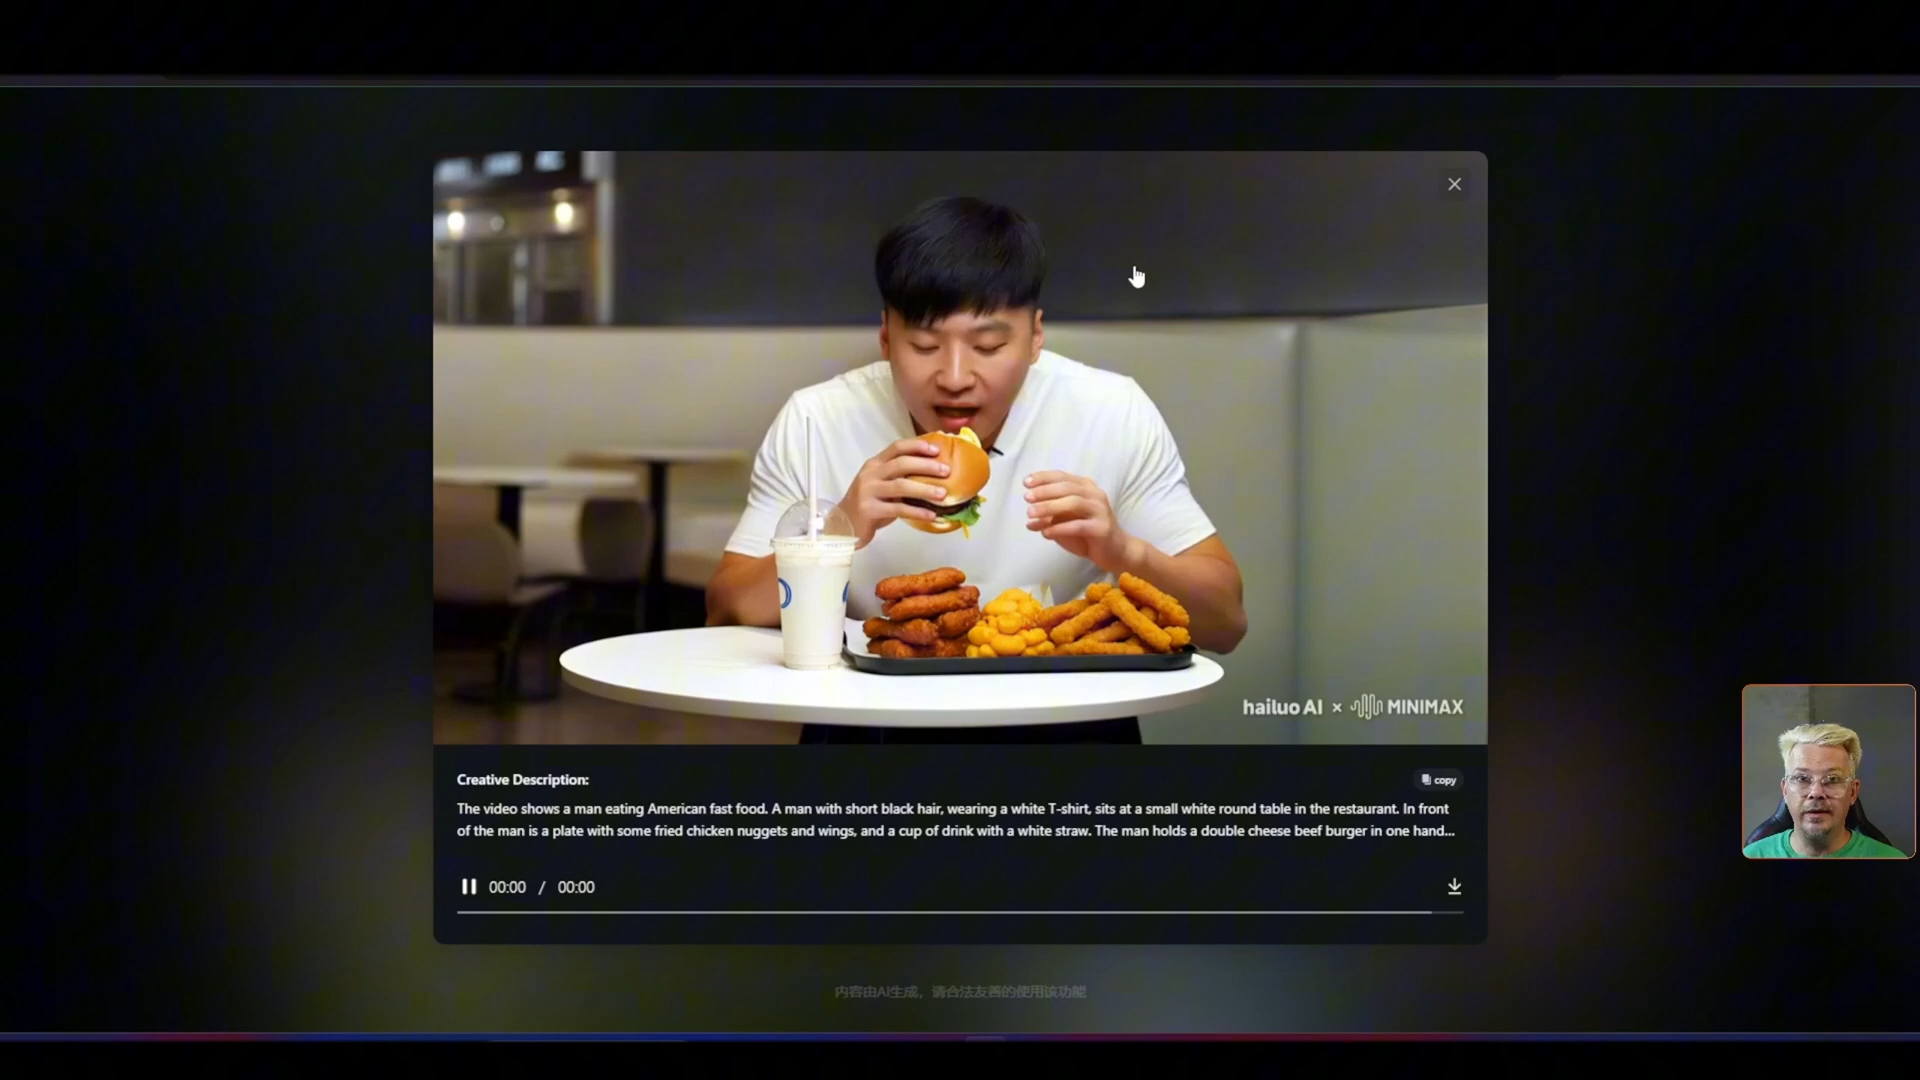 hailuo AI × MINIMAX
Creative Description:
copy
The video shows a man eating American fast food. A man with short black hair, wearing a white T-shirt, sits at a small white round table in the restaurant. In front
of the man is a plate with some fried chicken nuggets and wings, and a cup of drink with a white straw. The man holds a double cheese beef burger in one hand...
00:00 / 00:00
内容由AI生成，请合法友善的使用该功能